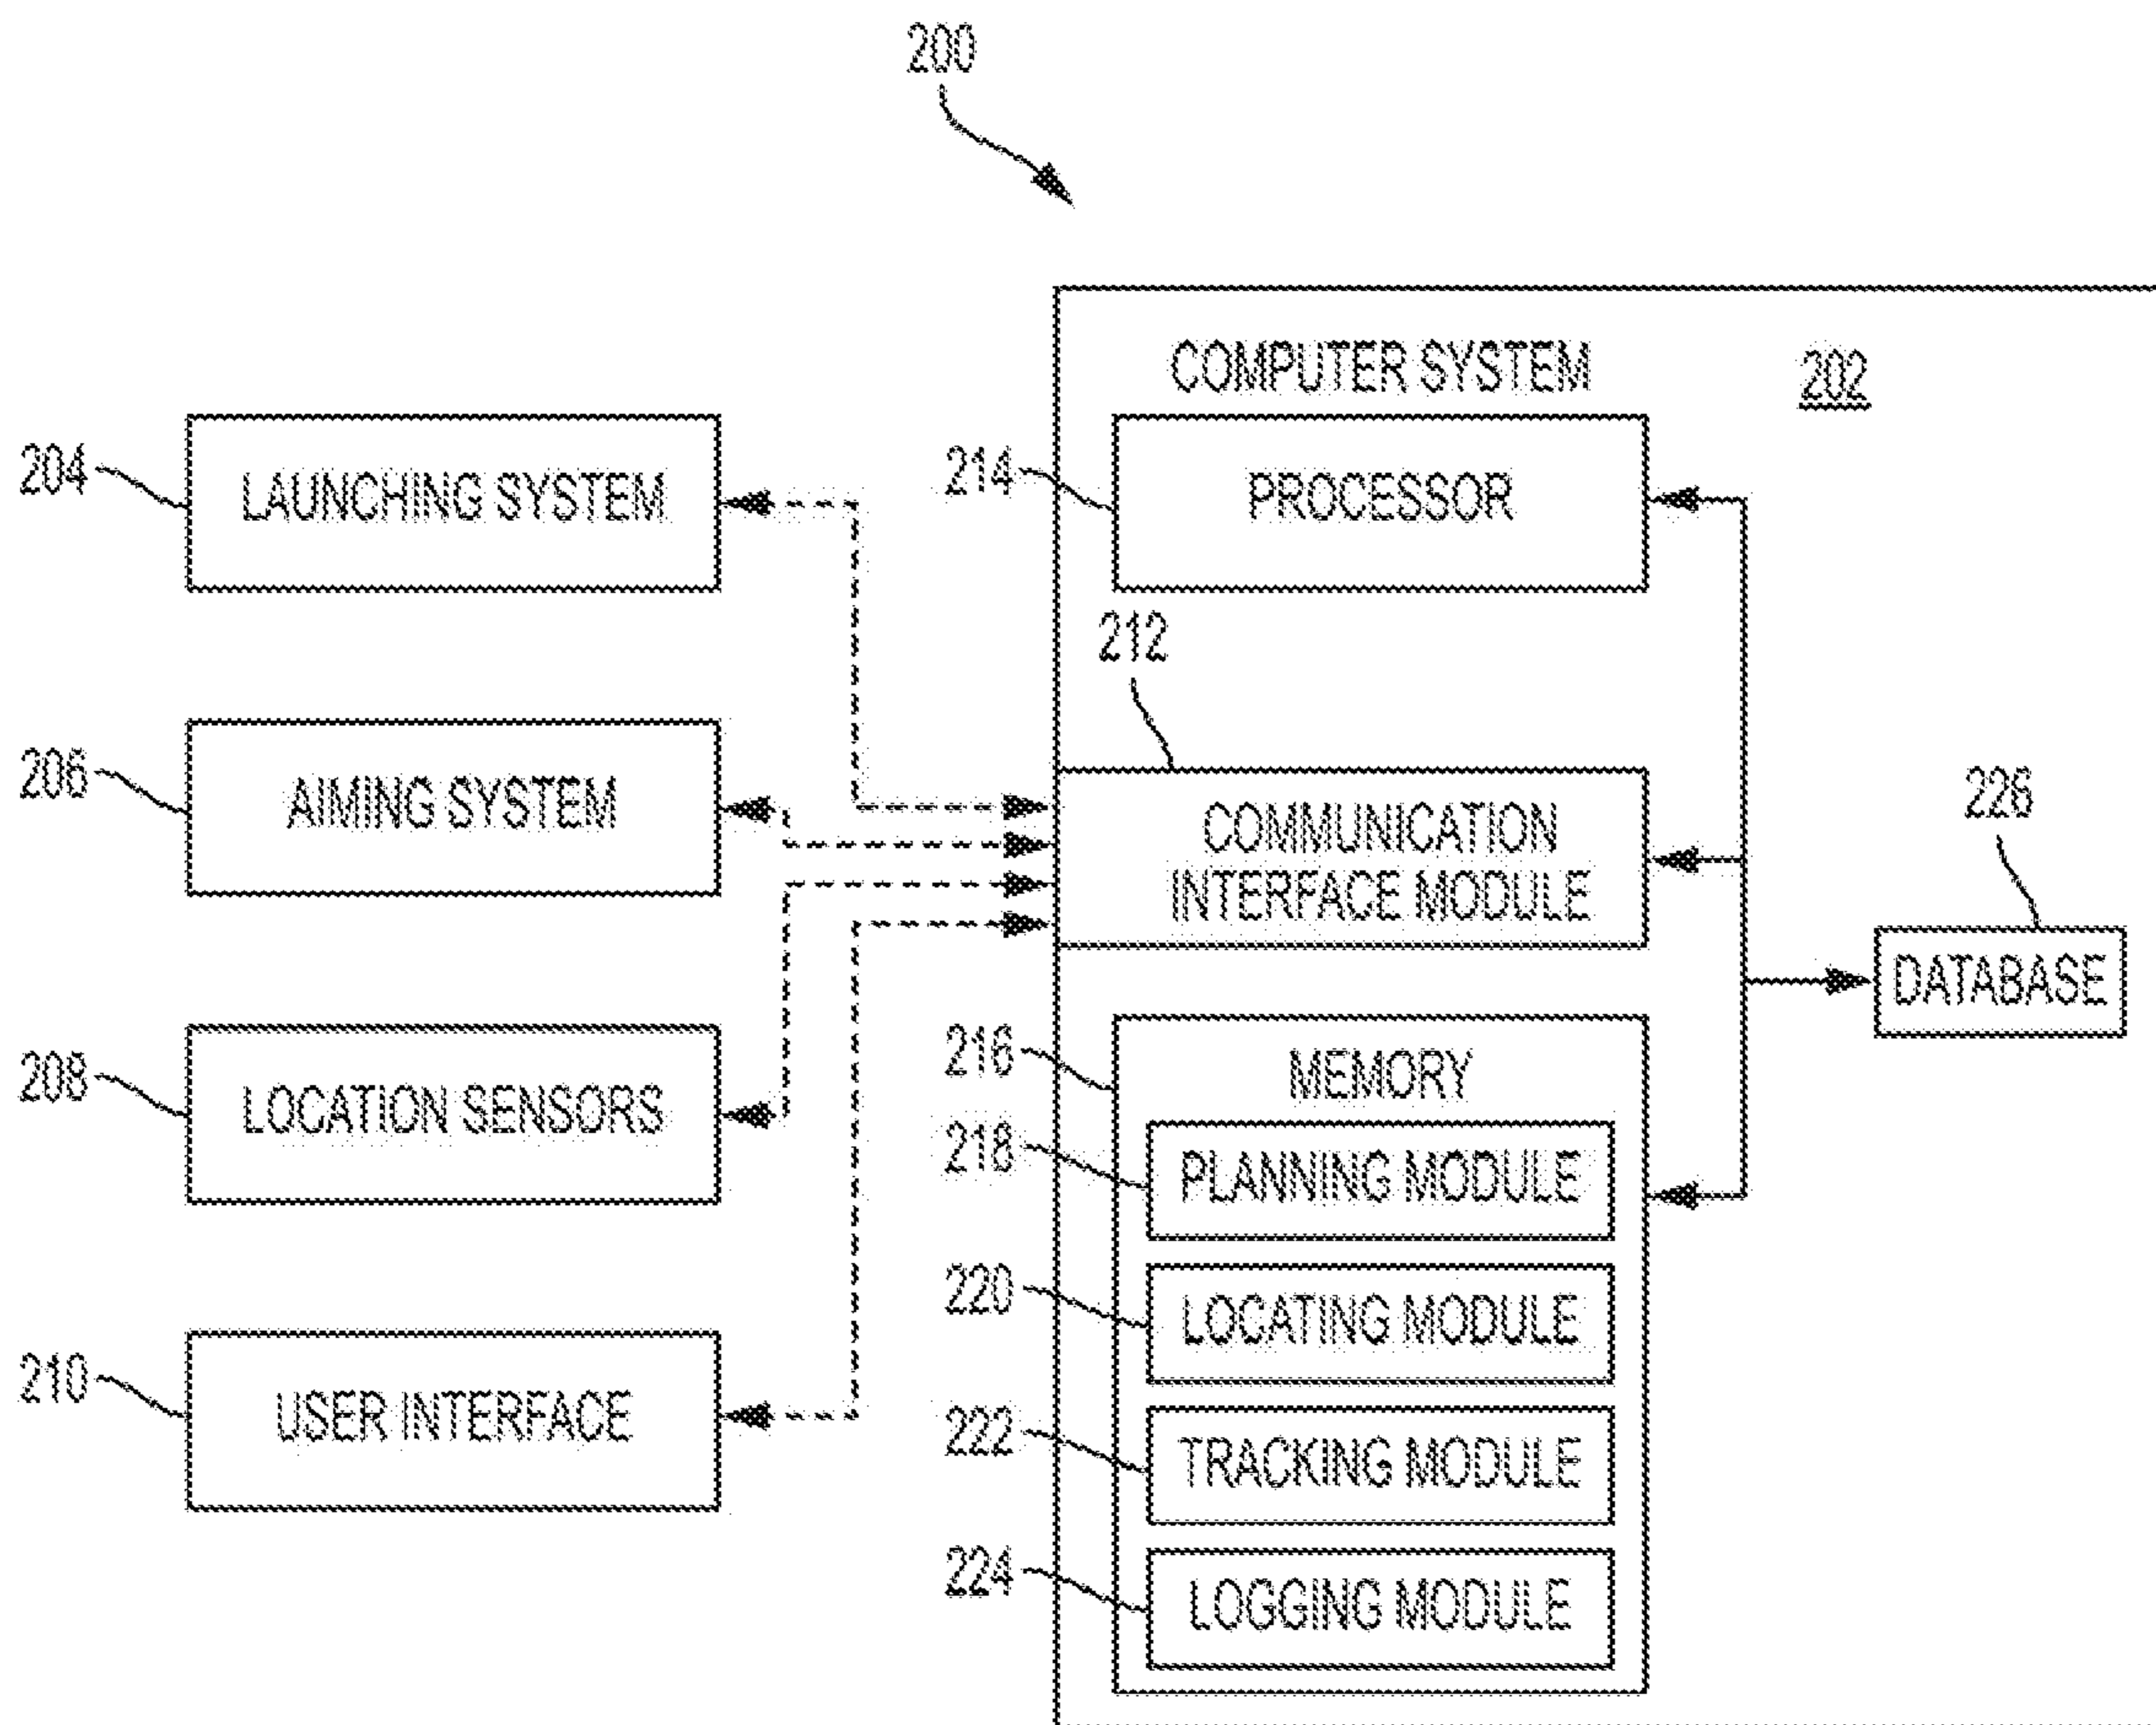 200
COMPUTER SYSTEM
202
204
LAUNCHING SYSTEM
214
PROCESSOR
206
AIMING SYSTEM
212
COMMUNICATION
INTERFACE MODULE
226
DATABASE
208
LOCATION SENSORS
216
MEMORY
218
PLANNING MODULE
220
LOCATING MODULE
210
USER INTERFACE
222
TRACKING MODULE
224
LOGGING MODULE